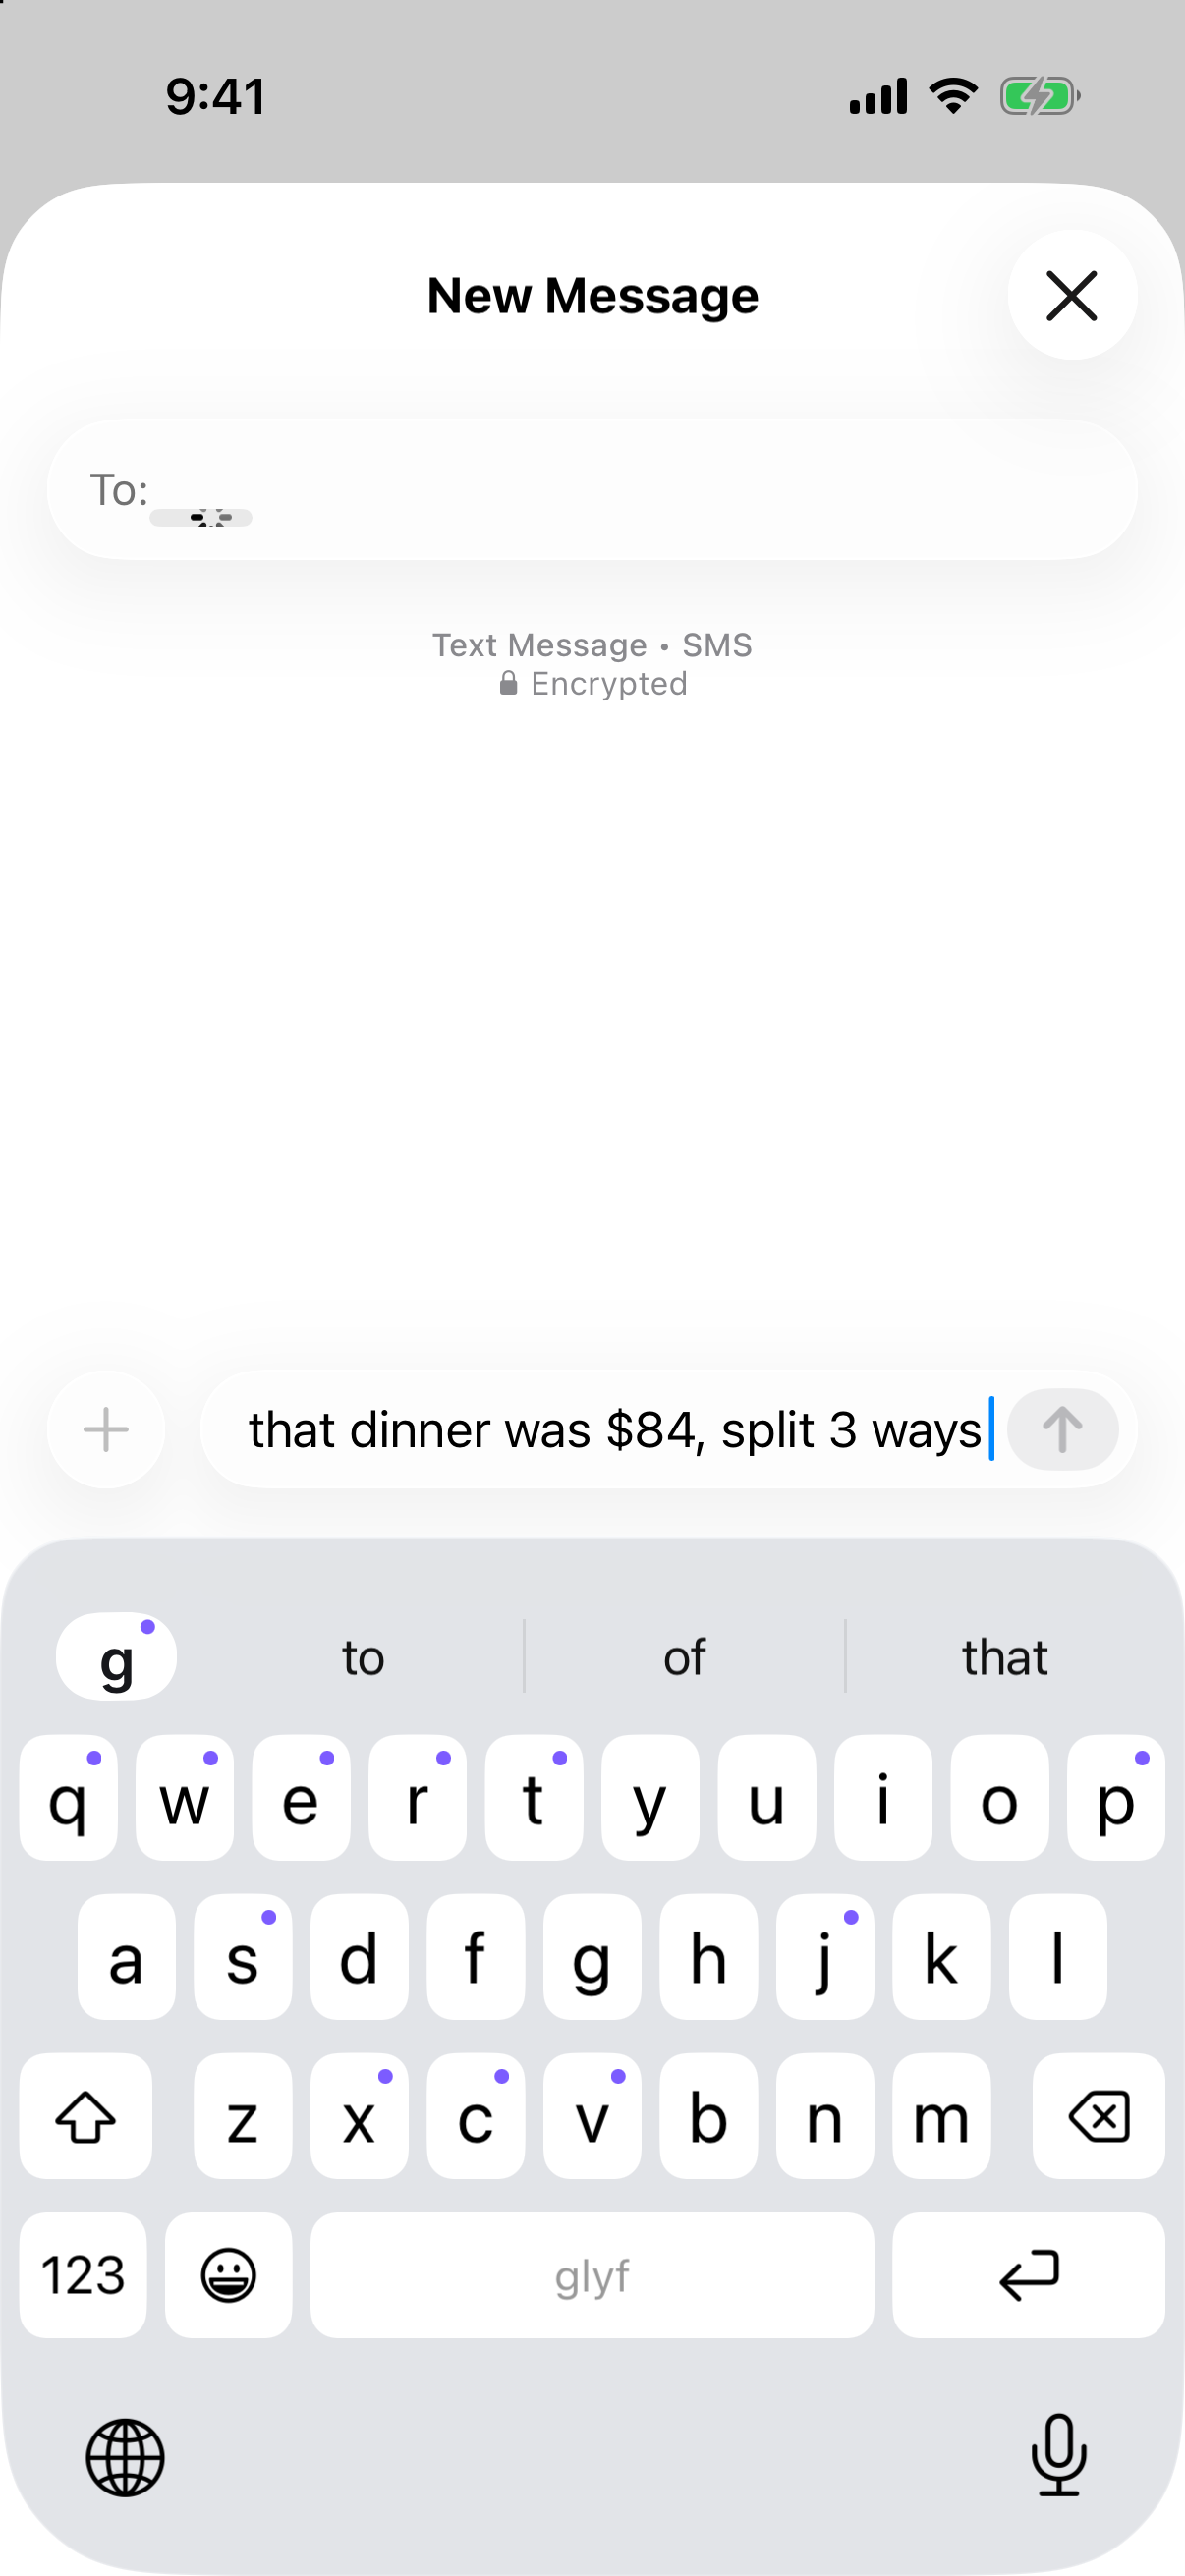 9:41
New Message
To:
Text Message • SMS
Encrypted
that dinner was $84, split 3 ways
g to of that
q w e r t y u i o p
a s d f g h j k l
z x c v b n m
123 glyf